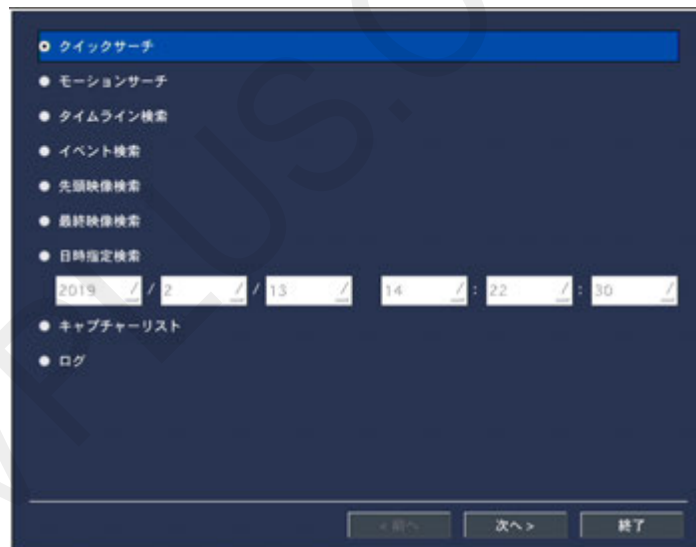 クイックサーチ
モーションサーチ
タイムライン検索
イベント検索
先頭映像検索
最終映像検索
日時指定検索
2019 / 2 / 13 14 : 22 : 30
キャプチャーリスト
ログ
< 前へ 次へ > 終了